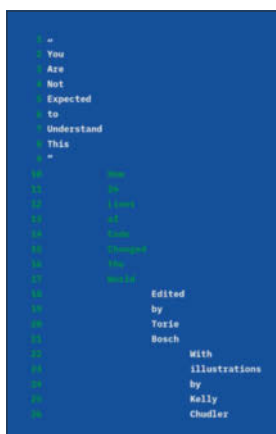 1 "
2 You
3 Are
4 Not
5 Expected
6 to
7 Understand
8 This
9 "
10 How
11 26
12 Lines
13 of
14 Code
15 Changed
16 the
17 World
18 Edited
19 by
20 Torie
21 Bosch
22 With
23 illustrations
24 by
25 Kelly
26 Chudler